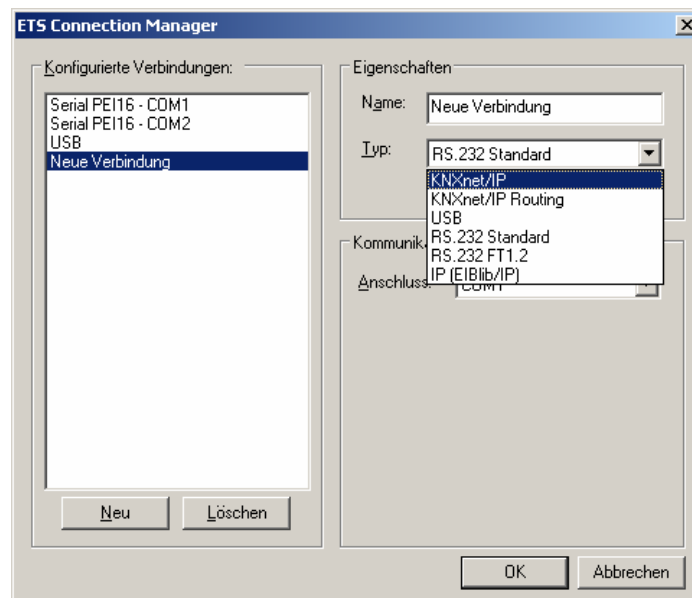 ETS Connection Manager
Konfigurierte Verbindungen:
Serial PEI16 - COM1
Serial PEI16 - COM2
USB
Neue Verbindung
Neu
Löschen
Eigenschaften
Name:
Neue Verbindung
Typ:
RS.232 Standard
KNXnet/IP
KNXnet/IP Routing
USB
RS.232 Standard
RS.232 FT1.2
IP (EIBlib/IP)
Kommunik
Anschluss:
COM1
OK
Abbrechen